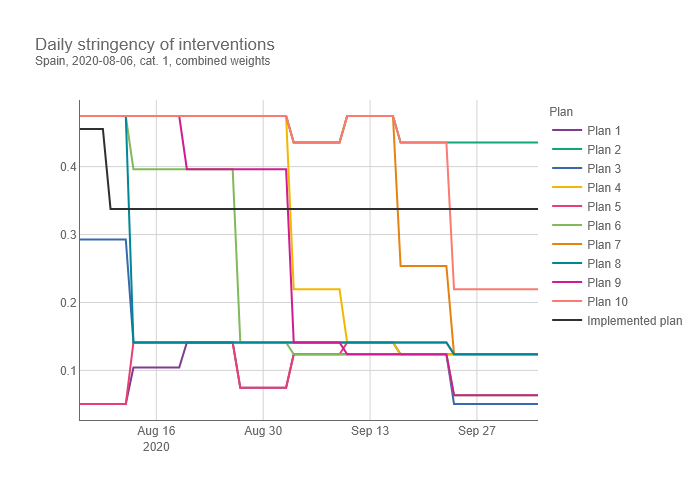 Daily stringency of interventions
Spain, 2020-08-06, cat. 1, combined weights
Plan
Plan 1
Plan 2
Plan 3
Plan 4
Plan 5
Plan 6
Plan 7
Plan 8
Plan 9
Plan 10
Implemented plan
0.4
0.3
0.2
0.1
Aug 16 Aug 30 Sep 13 Sep 27
2020